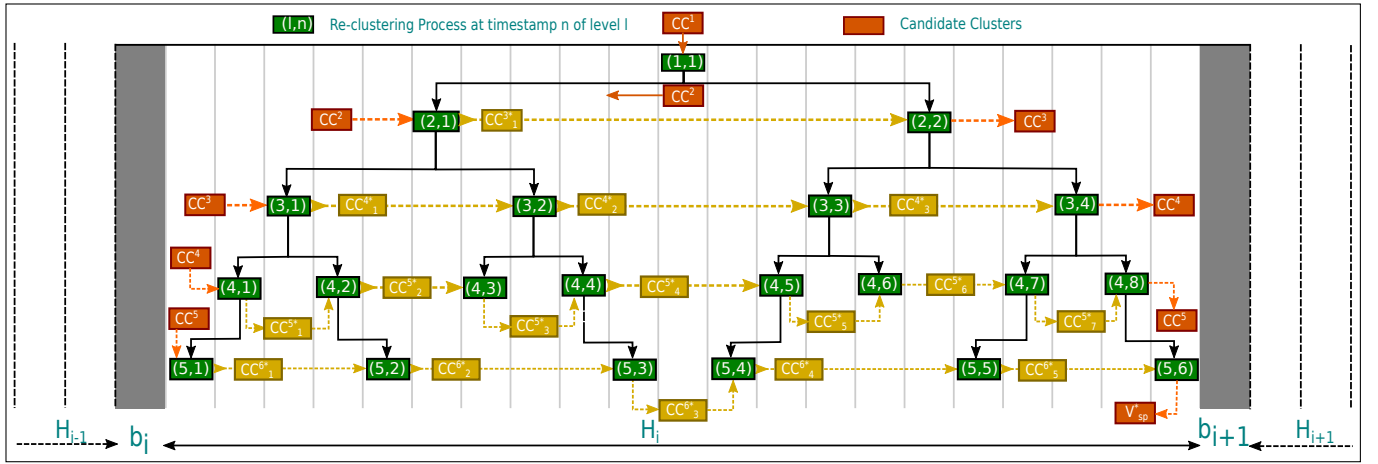 (l,n) Re-clustering Process at timestamp n of level l CC¹ Candidate Clusters
(1,1)
CC²
CC² (2,1) CC³*₁ (2,2) CC³
CC³ (3,1) CC⁴*₁ (3,2) CC⁴*₂ (3,3) CC⁴*₃ (3,4) CC⁴
CC⁴
(4,1) (4,2) CC⁵*₂ (4,3) (4,4) CC⁵*₄ (4,5) (4,6) CC⁵*₆ (4,7) (4,8)
CC⁵ CC⁵*₁ CC⁵*₃ CC⁵*₅ CC⁵*₇ CC⁵
(5,1) CC⁶*₁ (5,2) CC⁶*₂ (5,3) (5,4) CC⁶*₄ (5,5) CC⁶*₅ (5,6)
CC⁶*₃ V*sp
H i-1 b i H i b i+1 H i+1